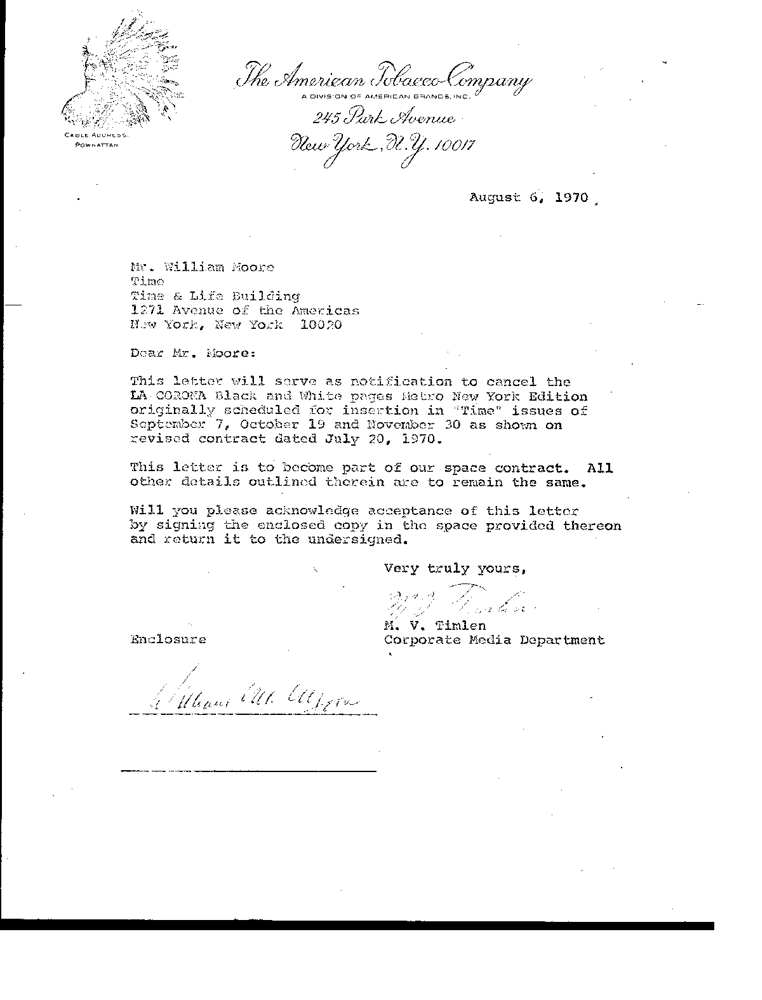 The American Tobacco Company
A DIVISION OF AMERICAN BRANDS, INC.
245 Park Avenue
New York, N.Y. 10017
CABLE ADDRESS:
POWHATTAN
August 6, 1970
Mr. William Moore
Time
Time & Life Building
1271 Avenue of the Americas
New York, New York 10020
Dear Mr. Moore:
This letter will serve as notification to cancel the
LA CORONA Black and White pages Metro New York Edition
originally scheduled for insertion in "Time" issues of
September 7, October 19 and November 30 as shown on
revised contract dated July 20, 1970.
This letter is to become part of our space contract. All
other details outlined therein are to remain the same.
Will you please acknowledge acceptance of this letter
by signing the enclosed copy in the space provided thereon
and return it to the undersigned.
Very truly yours,
M V Timlen
M. V. Timlen
Enclosure
Corporate Media Department
William